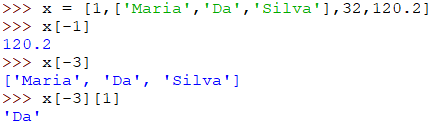 >>> x = [1,['Maria','Da','Silva'],32,120.2]
>>> x[-1]
120.2
>>> x[-3]
['Maria', 'Da', 'Silva']
>>> x[-3][1]
'Da'